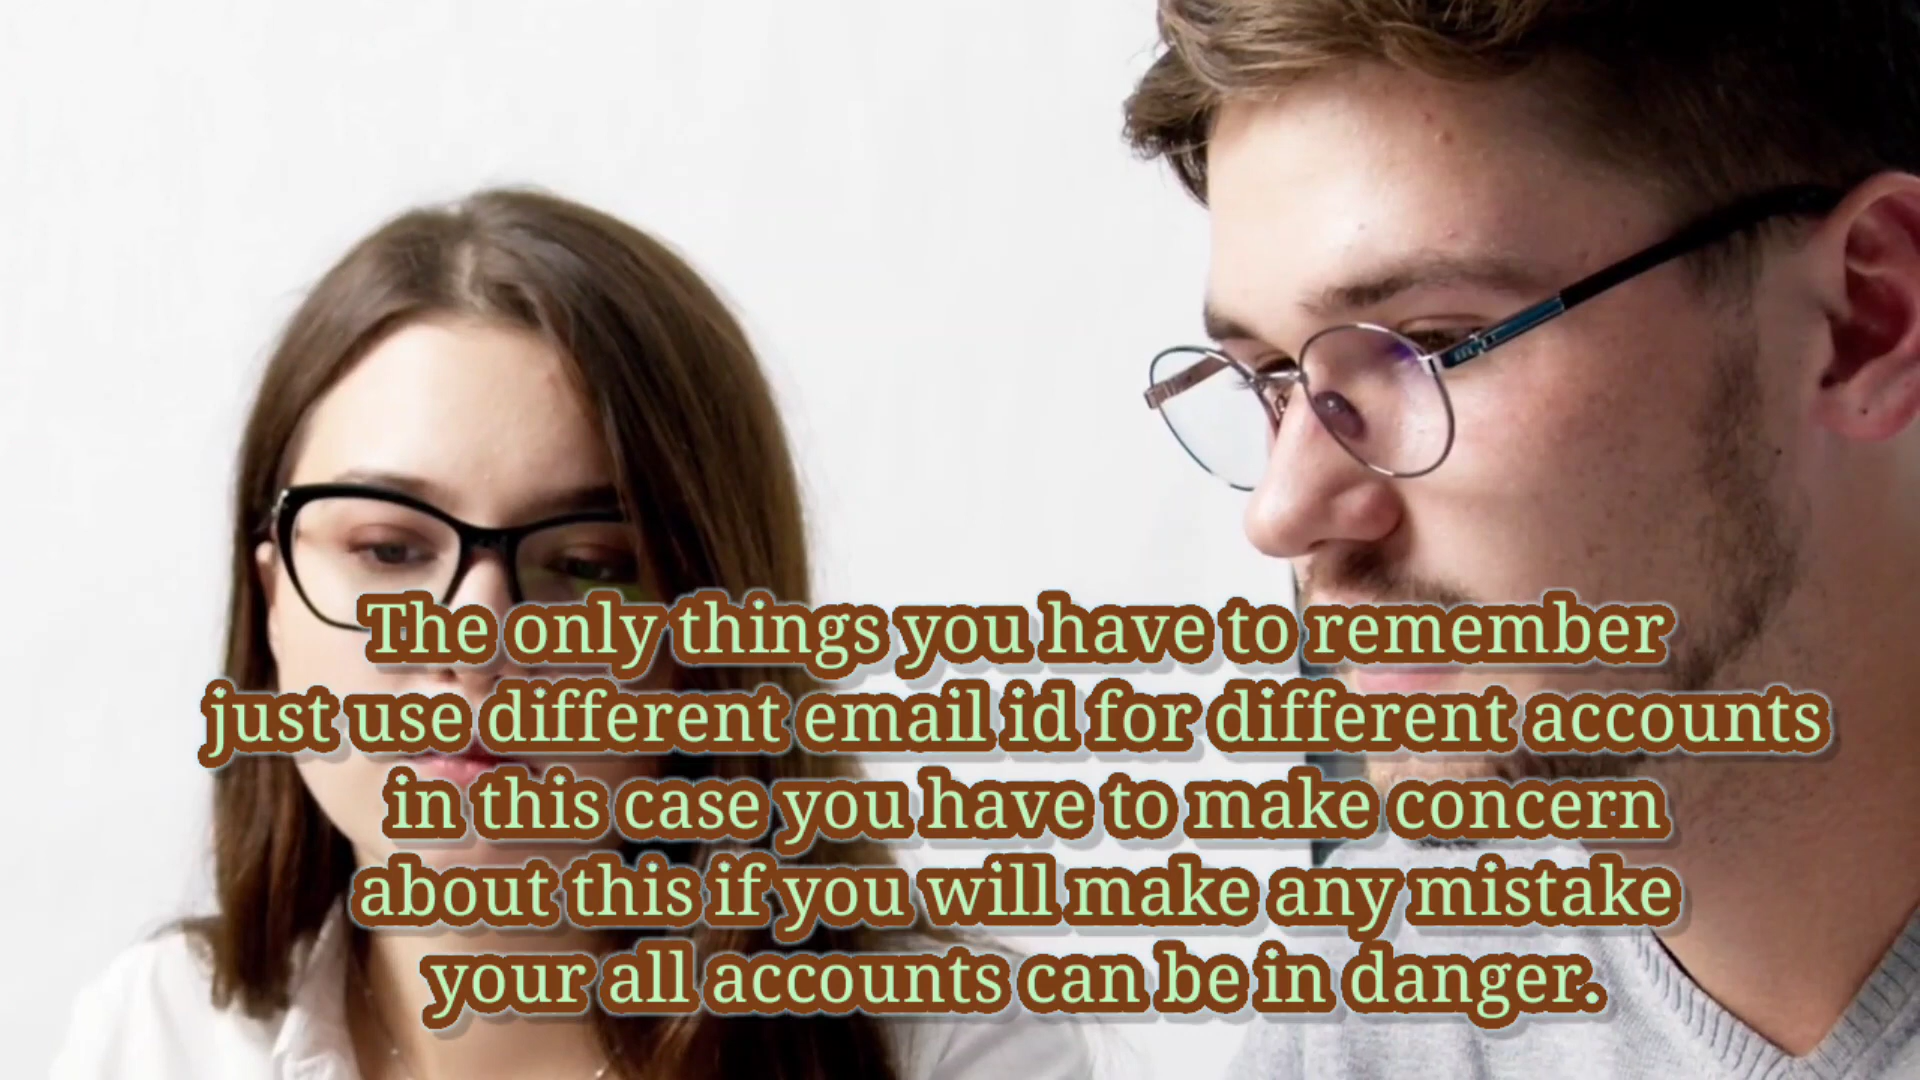 The only things you have to remember
just use different email id for different accounts
in this case you have to make concern
about this if you will make any mistake
your all accounts can be in danger.